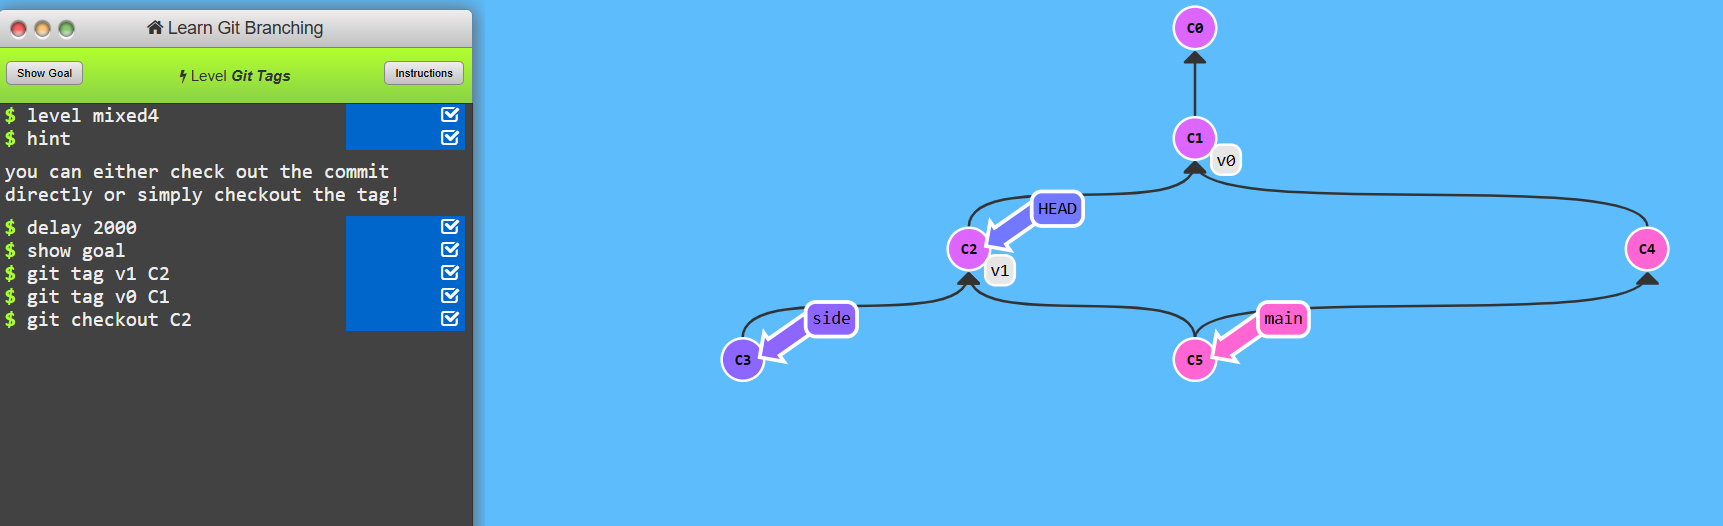 Learn Git Branching
Show Goal
Level Git Tags
Instructions
$ level mixed4
$ hint
you can either check out the commit
directly or simply checkout the tag!
$ delay 2000
$ show goal
$ git tag v1 C2
$ git tag v0 C1
$ git checkout C2
C0
C1
v0
HEAD
C2
v1
C4
side
main
C3
C5